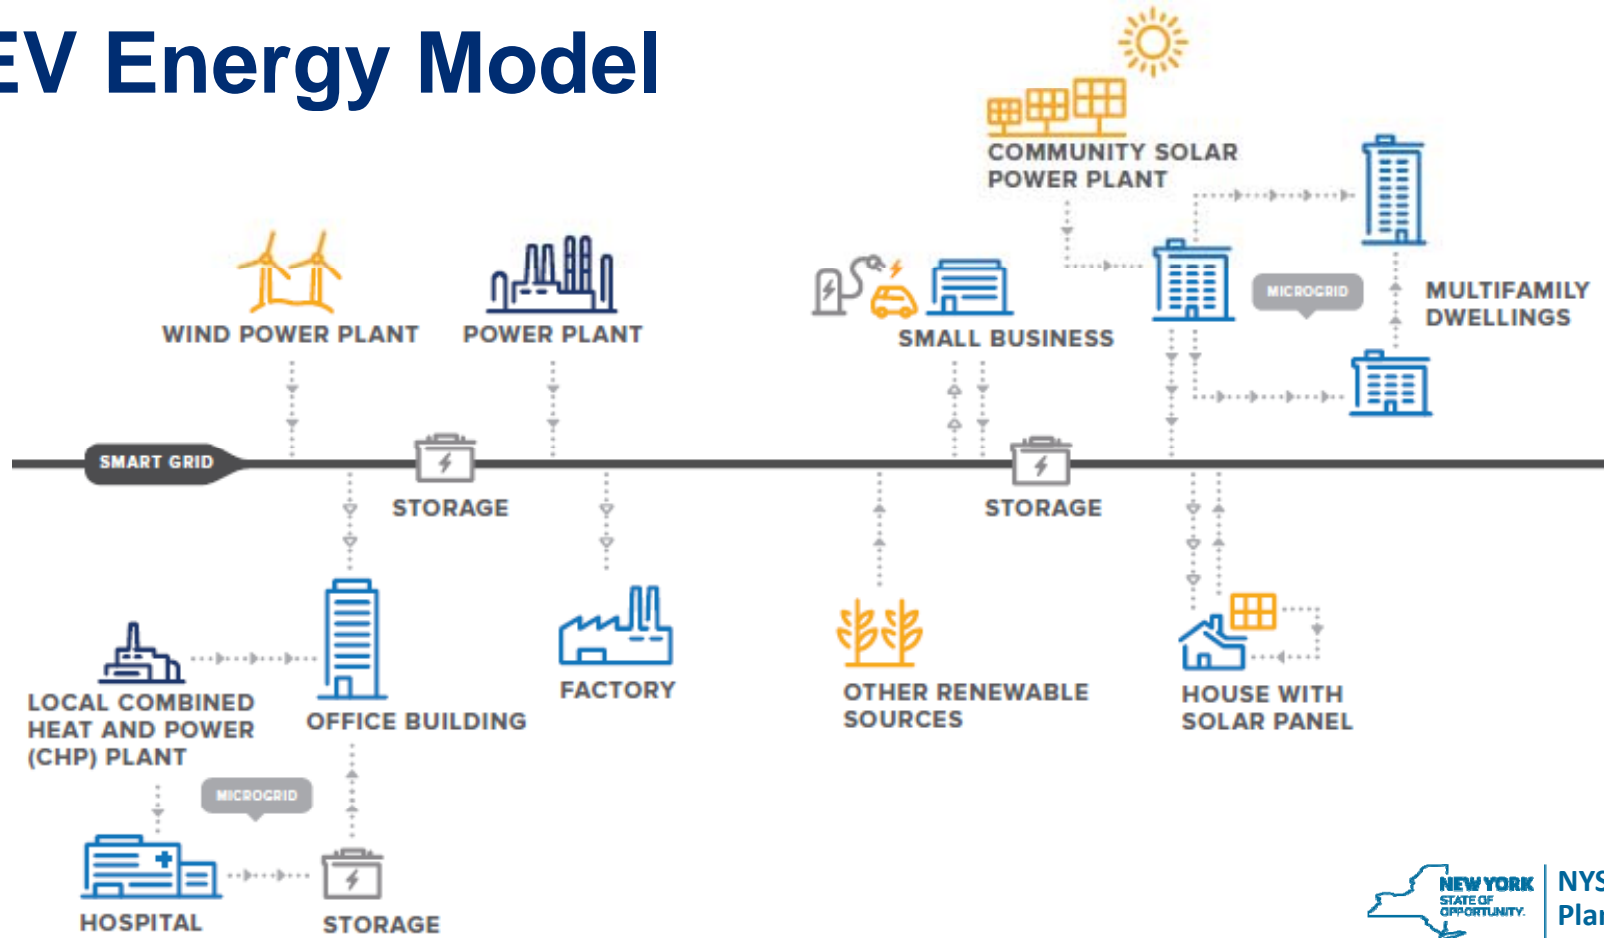 EV Energy Model
COMMUNITY SOLAR
POWER PLANT
WIND POWER PLANT
POWER PLANT
SMALL BUSINESS
MICROGRID
MULTIFAMILY
DWELLINGS
SMART GRID
STORAGE
STORAGE
LOCAL COMBINED
HEAT AND POWER
(CHP) PLANT
OFFICE BUILDING
FACTORY
OTHER RENEWABLE
SOURCES
HOUSE WITH
SOLAR PANEL
MICROGRID
HOSPITAL
STORAGE
NEW YORK
STATE OF
OPPORTUNITY.
NYS
Plan